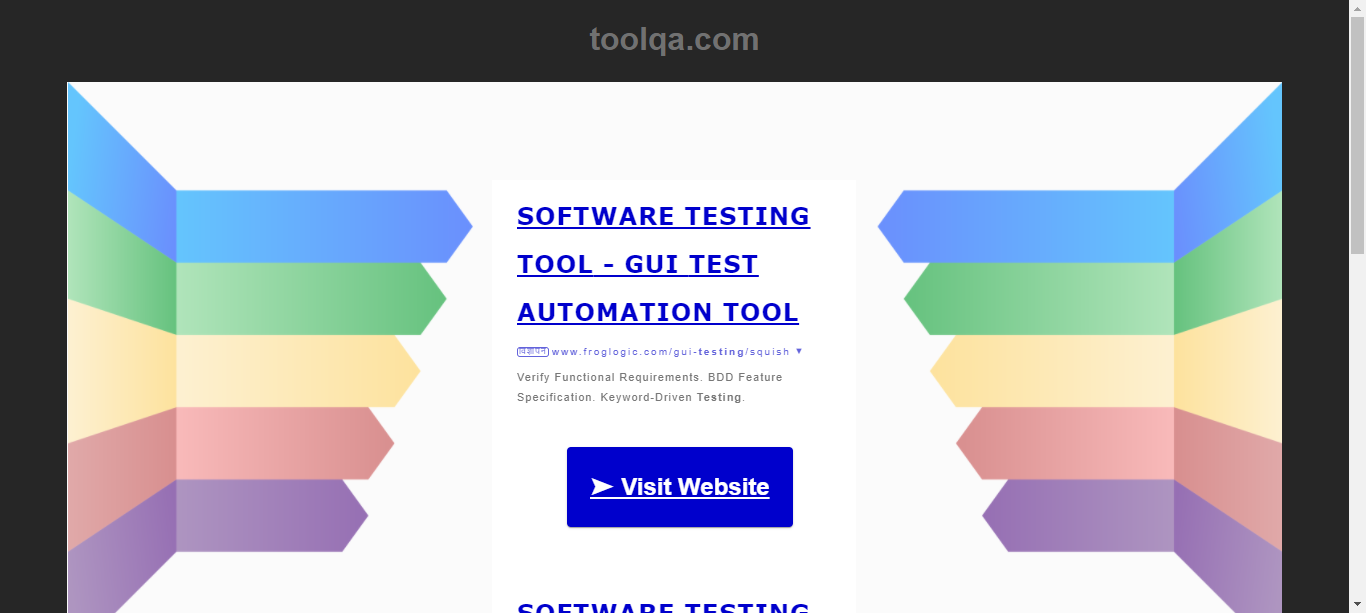 toolqa.com
SOFTWARE TESTING
TOOL - GUI TEST
AUTOMATION TOOL
विज्ञापन www.froglogic.com/gui-testing/squish ▼
Verify Functional Requirements. BDD Feature
Specification. Keyword-Driven Testing.
➤ Visit Website
SOFTWARE TESTING